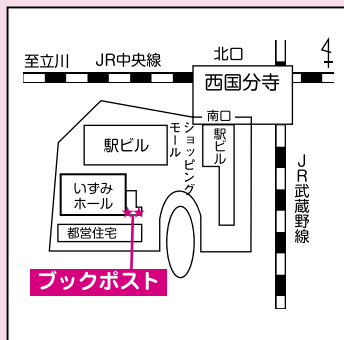 北口
至立川 JR中央線
西国分寺
南口
駅ビル
ショッピング
モール
駅ビル
JR武蔵野線
いずみ
ホール
都営住宅
ブックポスト